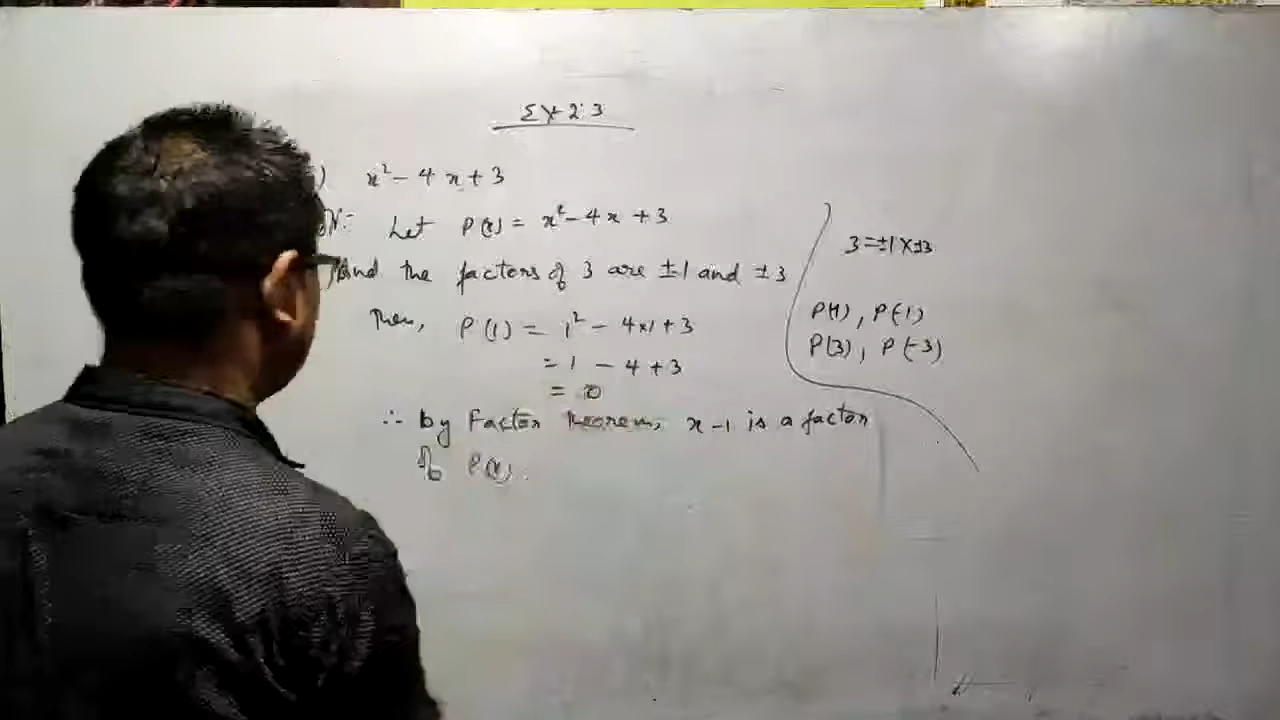 Ex 2.3
) x² - 4x + 3
Let P(x) = x² - 4x + 3
And the factors of 3 are ±1 and ±3
Then, P(1) = 1² - 4×1 + 3
= 1 - 4 + 3
= 0
∴ by Factor Theorem, x - 1 is a factor
of P(x).
3 = ±1 × ±3
P(1), P(-1)
P(3), P(-3)